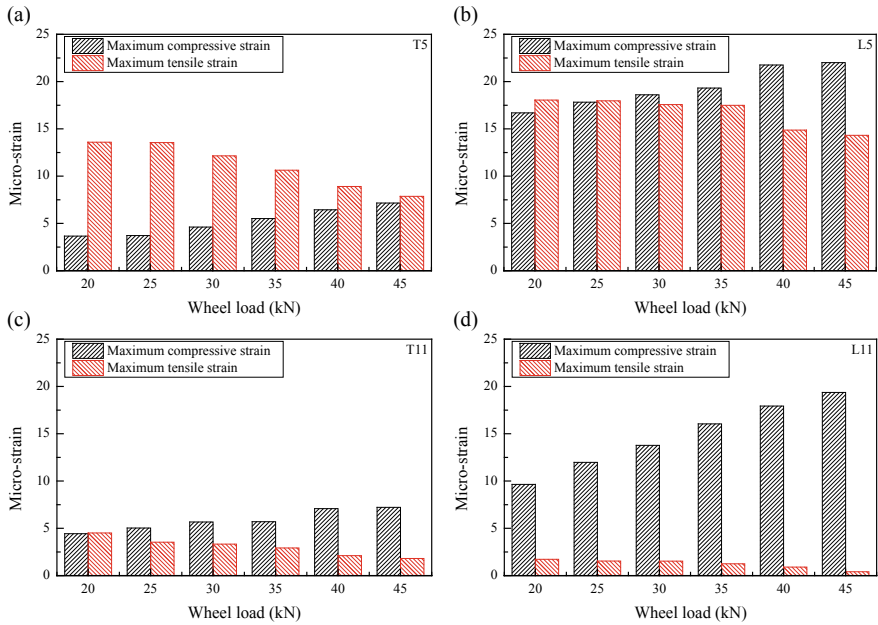 (a)
25
20
15
10
5
0
Micro-strain
Maximum compressive strain
Maximum tensile strain
T5
20 25 30 35 40 45
Wheel load (kN)
(b)
25
20
15
10
5
0
Micro-strain
Maximum compressive strain
Maximum tensile strain
L5
20 25 30 35 40 45
Wheel load (kN)
(c)
25
20
15
10
5
0
Micro-strain
Maximum compressive strain
Maximum tensile strain
T11
20 25 30 35 40 45
Wheel load (kN)
(d)
25
20
15
10
5
0
Micro-strain
Maximum compressive strain
Maximum tensile strain
L11
20 25 30 35 40 45
Wheel load (kN)